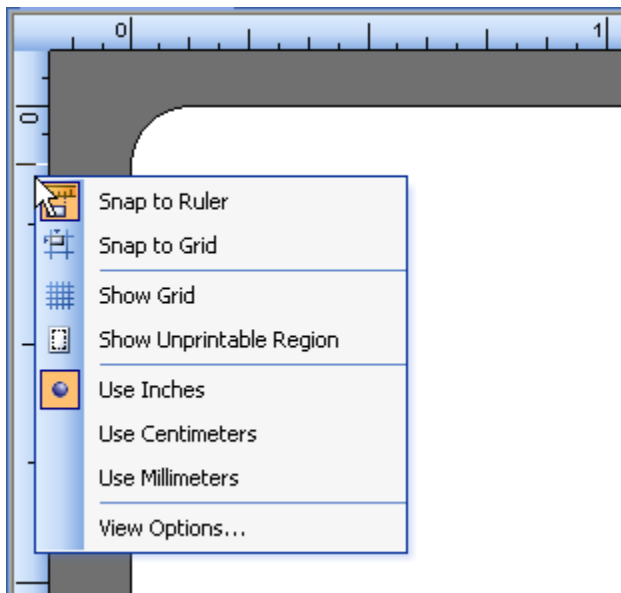 0 1
0
Snap to Ruler
Snap to Grid
Show Grid
Show Unprintable Region
Use Inches
Use Centimeters
Use Millimeters
View Options...